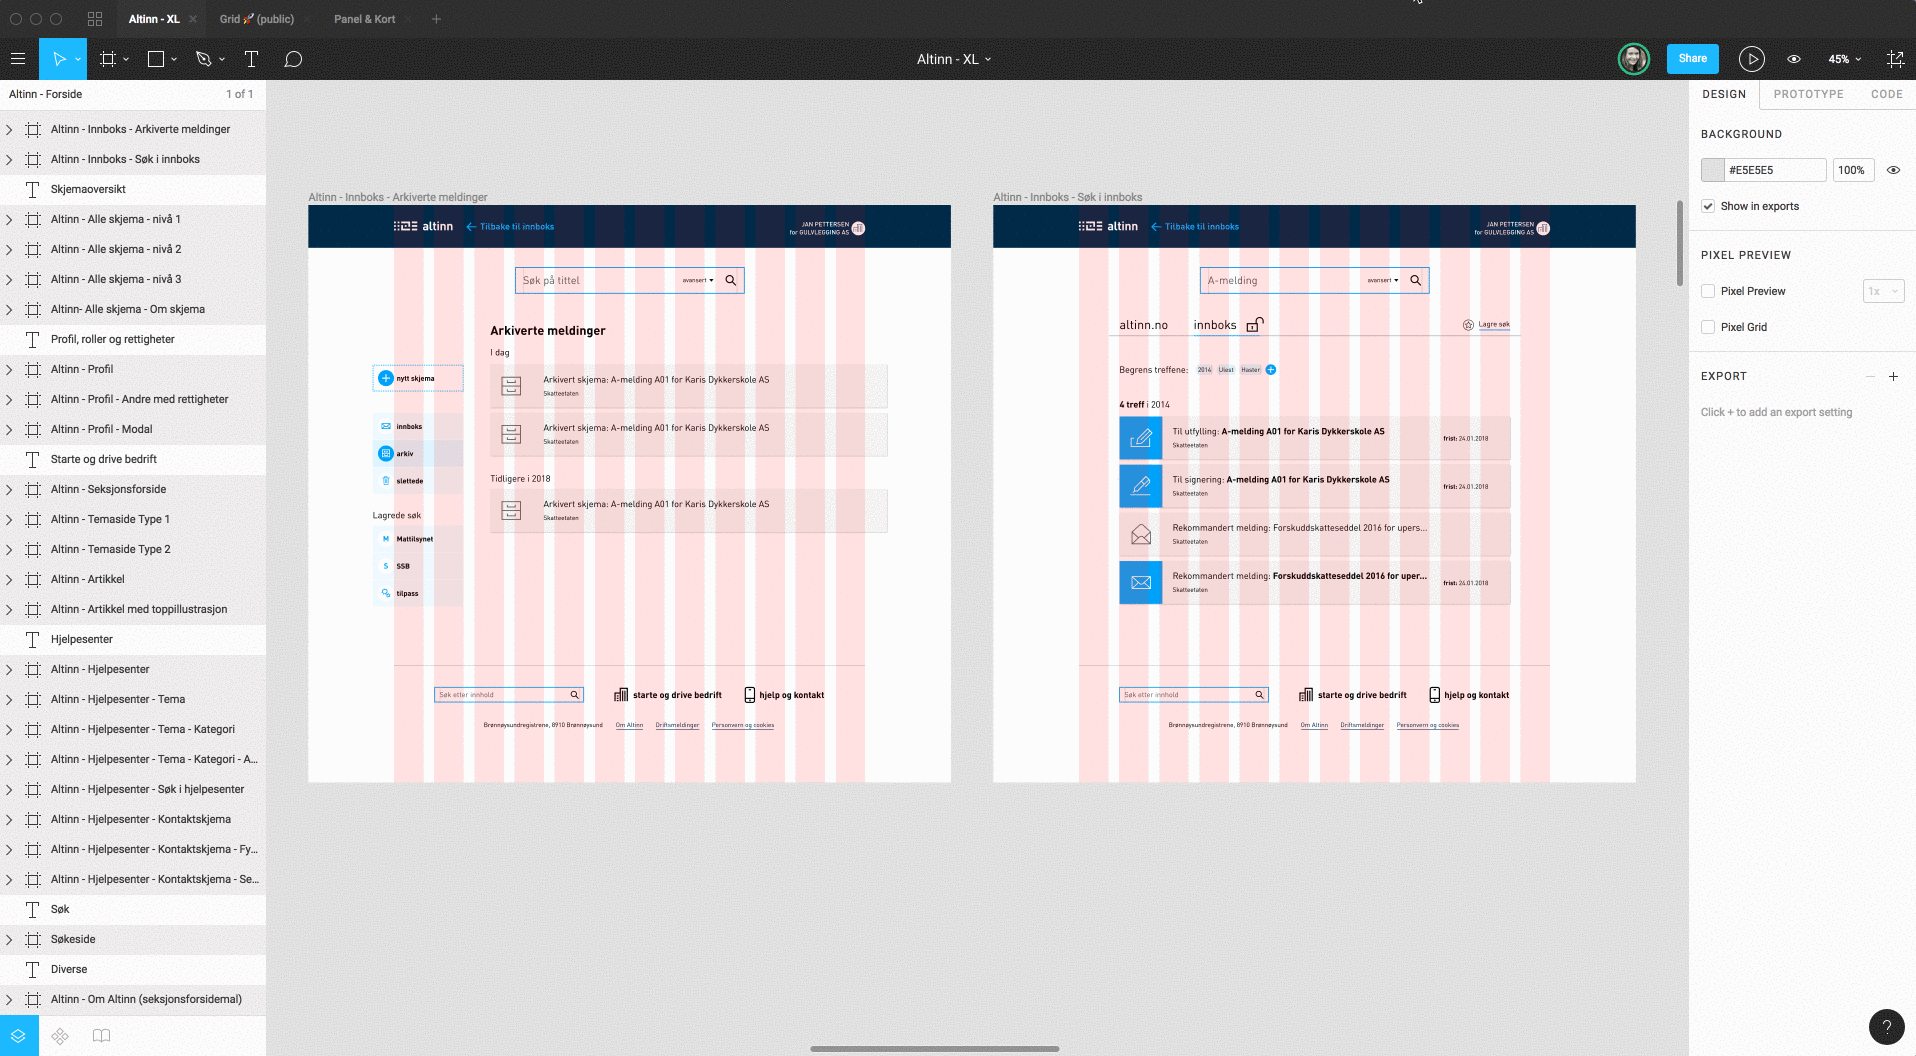 Altinn - XL
Grid 🚀 (public)
Panel & Kort
Altinn - XL
Share
45%
Altinn - Forside
1 of 1
Altinn - Innboks - Arkiverte meldinger
Altinn - Innboks - Søk i innboks
Skjemaoversikt
Altinn - Alle skjema - nivå 1
Altinn - Alle skjema - nivå 2
Altinn - Alle skjema - nivå 3
Altinn- Alle skjema - Om skjema
Profil, roller og rettigheter
Altinn - Profil
Altinn - Profil - Andre med rettigheter
Altinn - Profil - Modal
Starte og drive bedrift
Altinn - Seksjonsforside
Altinn - Temaside Type 1
Altinn - Temaside Type 2
Altinn - Artikkel
Altinn - Artikkel med toppillustrasjon
Hjelpesenter
Altinn - Hjelpesenter
Altinn - Hjelpesenter - Tema
Altinn - Hjelpesenter - Tema - Kategori
Altinn - Hjelpesenter - Tema - Kategori - A...
Altinn - Hjelpesenter - Søk i hjelpesenter
Altinn - Hjelpesenter - Kontaktskjema
Altinn - Hjelpesenter - Kontaktskjema - Fy...
Altinn - Hjelpesenter - Kontaktskjema - Se...
Søk
Søkeside
Diverse
Altinn - Om Altinn (seksjonsforsidemal)
Altinn - Innboks - Arkiverte meldinger
altinn
Tilbake til innboks
JAN PETTERSEN
for GULVLEGGING AS
Søk på tittel
avansert
Arkiverte meldinger
I dag
nytt skjema
innboks
arkiv
slettede
Lagrede søk
M Mattilsynet
S SSB
tilpass
Arkivert skjema: A-melding A01 for Karis Dykkerskole AS
Skatteetaten
Arkivert skjema: A-melding A01 for Karis Dykkerskole AS
Skatteetaten
Tidligere i 2018
Arkivert skjema: A-melding A01 for Karis Dykkerskole AS
Skatteetaten
Søk etter innhold
starte og drive bedrift
hjelp og kontakt
Brønnøysundregistrene, 8910 Brønnøysund
Om Altinn
Driftsmeldinger
Personvern og cookies
Altinn - Innboks - Søk i innboks
altinn
Tilbake til innboks
JAN PETTERSEN
for GULVLEGGING AS
A-melding
avansert
altinn.no
innboks
Lagre søk
Begrens treffene:
2014
Ulest
Haster
4 treff i 2014
Til utfylling: A-melding A01 for Karis Dykkerskole AS
Skatteetaten
frist: 24.01.2018
Til signering: A-melding A01 for Karis Dykkerskole AS
Skatteetaten
frist: 24.01.2018
Rekommandert melding: Forskuddskatteseddel 2016 for upers...
Skatteetaten
Rekommandert melding: Forskuddskatteseddel 2016 for uper...
Skatteetaten
frist: 24.01.2018
Søk etter innhold
starte og drive bedrift
hjelp og kontakt
Brønnøysundregistrene, 8910 Brønnøysund
Om Altinn
Driftsmeldinger
Personvern og cookies
DESIGN
PROTOTYPE
CODE
BACKGROUND
#E5E5E5
100%
Show in exports
PIXEL PREVIEW
Pixel Preview
1x
Pixel Grid
EXPORT
Click + to add an export setting
?